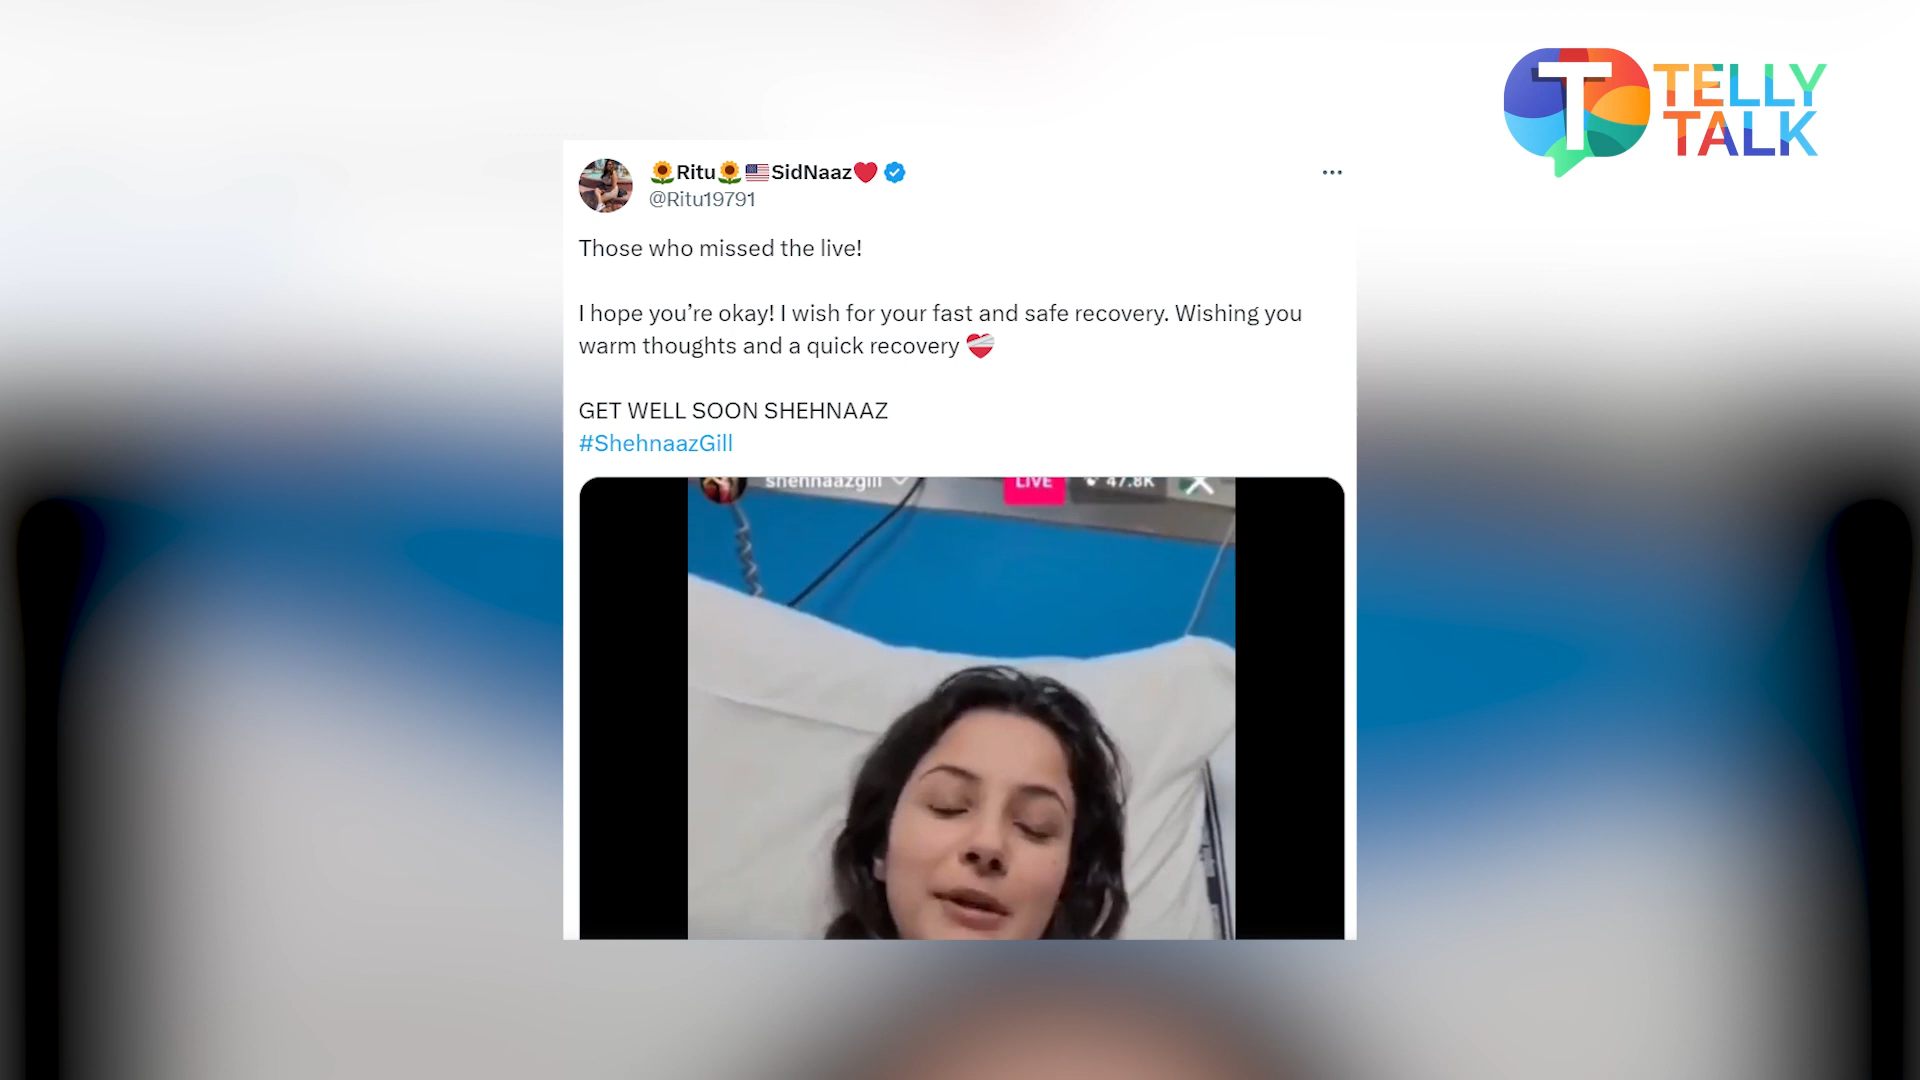 TELLY
TALK
🌻Ritu🌻🇺🇸SidNaaz❤️
@Ritu19791
Those who missed the live!
I hope you’re okay! I wish for your fast and safe recovery. Wishing you
warm thoughts and a quick recovery ❤️‍🩹
GET WELL SOON SHEHNAAZ
#ShehnaazGill
shehnaazgill
LIVE
47.8K